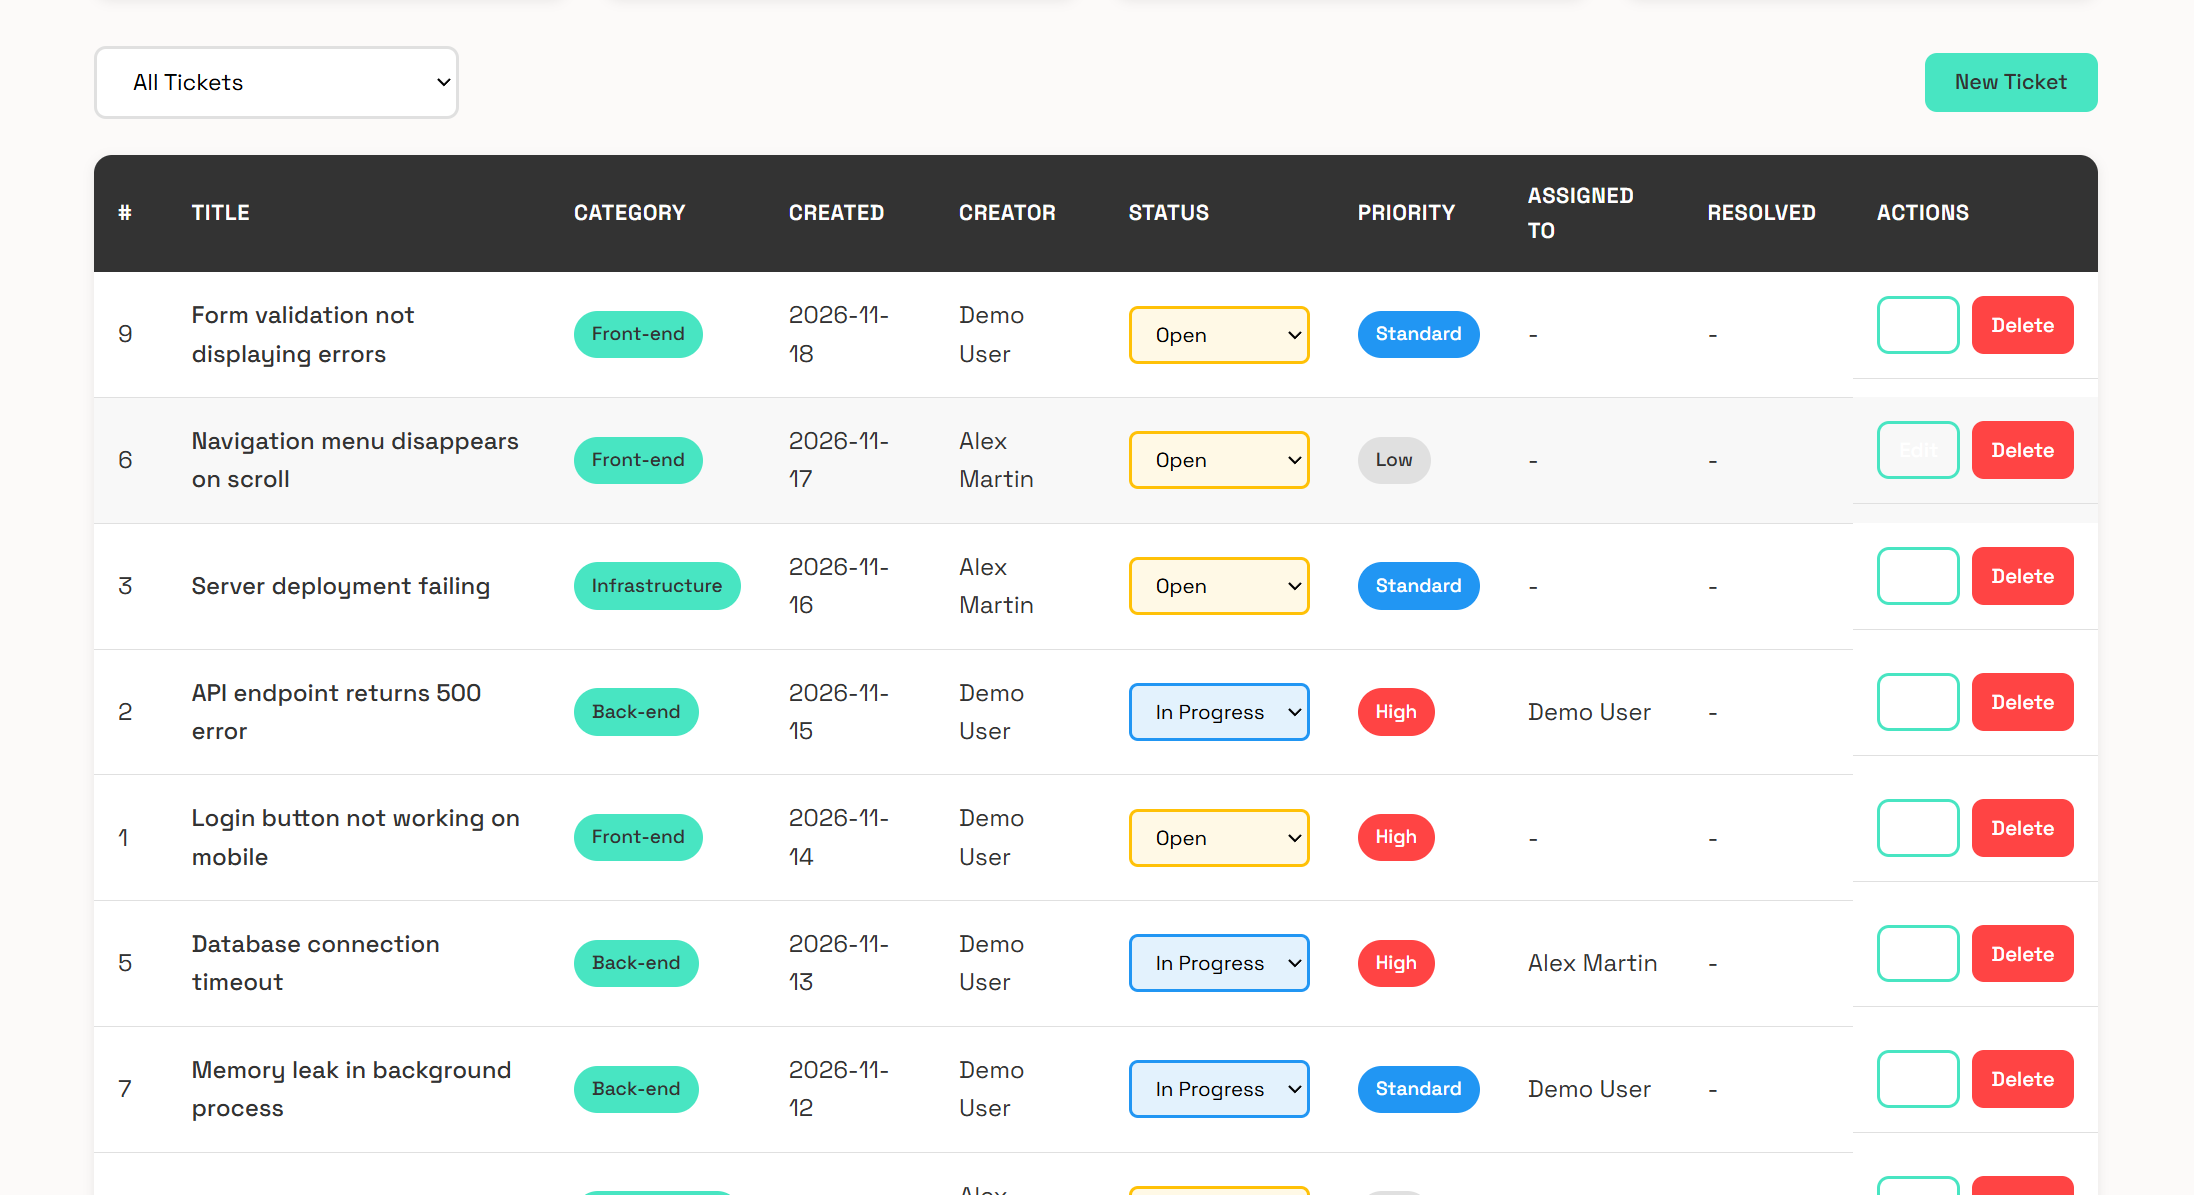 All Tickets
New Ticket
# TITLE CATEGORY CREATED CREATOR STATUS PRIORITY ASSIGNED TO RESOLVED ACTIONS
9 Form validation not displaying errors Front-end 2026-11-18 Demo User Open Standard - - Delete
6 Navigation menu disappears on scroll Front-end 2026-11-17 Alex Martin Open Low - - Edit Delete
3 Server deployment failing Infrastructure 2026-11-16 Alex Martin Open Standard - - Delete
2 API endpoint returns 500 error Back-end 2026-11-15 Demo User In Progress High Demo User - Delete
1 Login button not working on mobile Front-end 2026-11-14 Demo User Open High - - Delete
5 Database connection timeout Back-end 2026-11-13 Demo User In Progress High Alex Martin - Delete
7 Memory leak in background process Back-end 2026-11-12 Demo User In Progress Standard Demo User - Delete